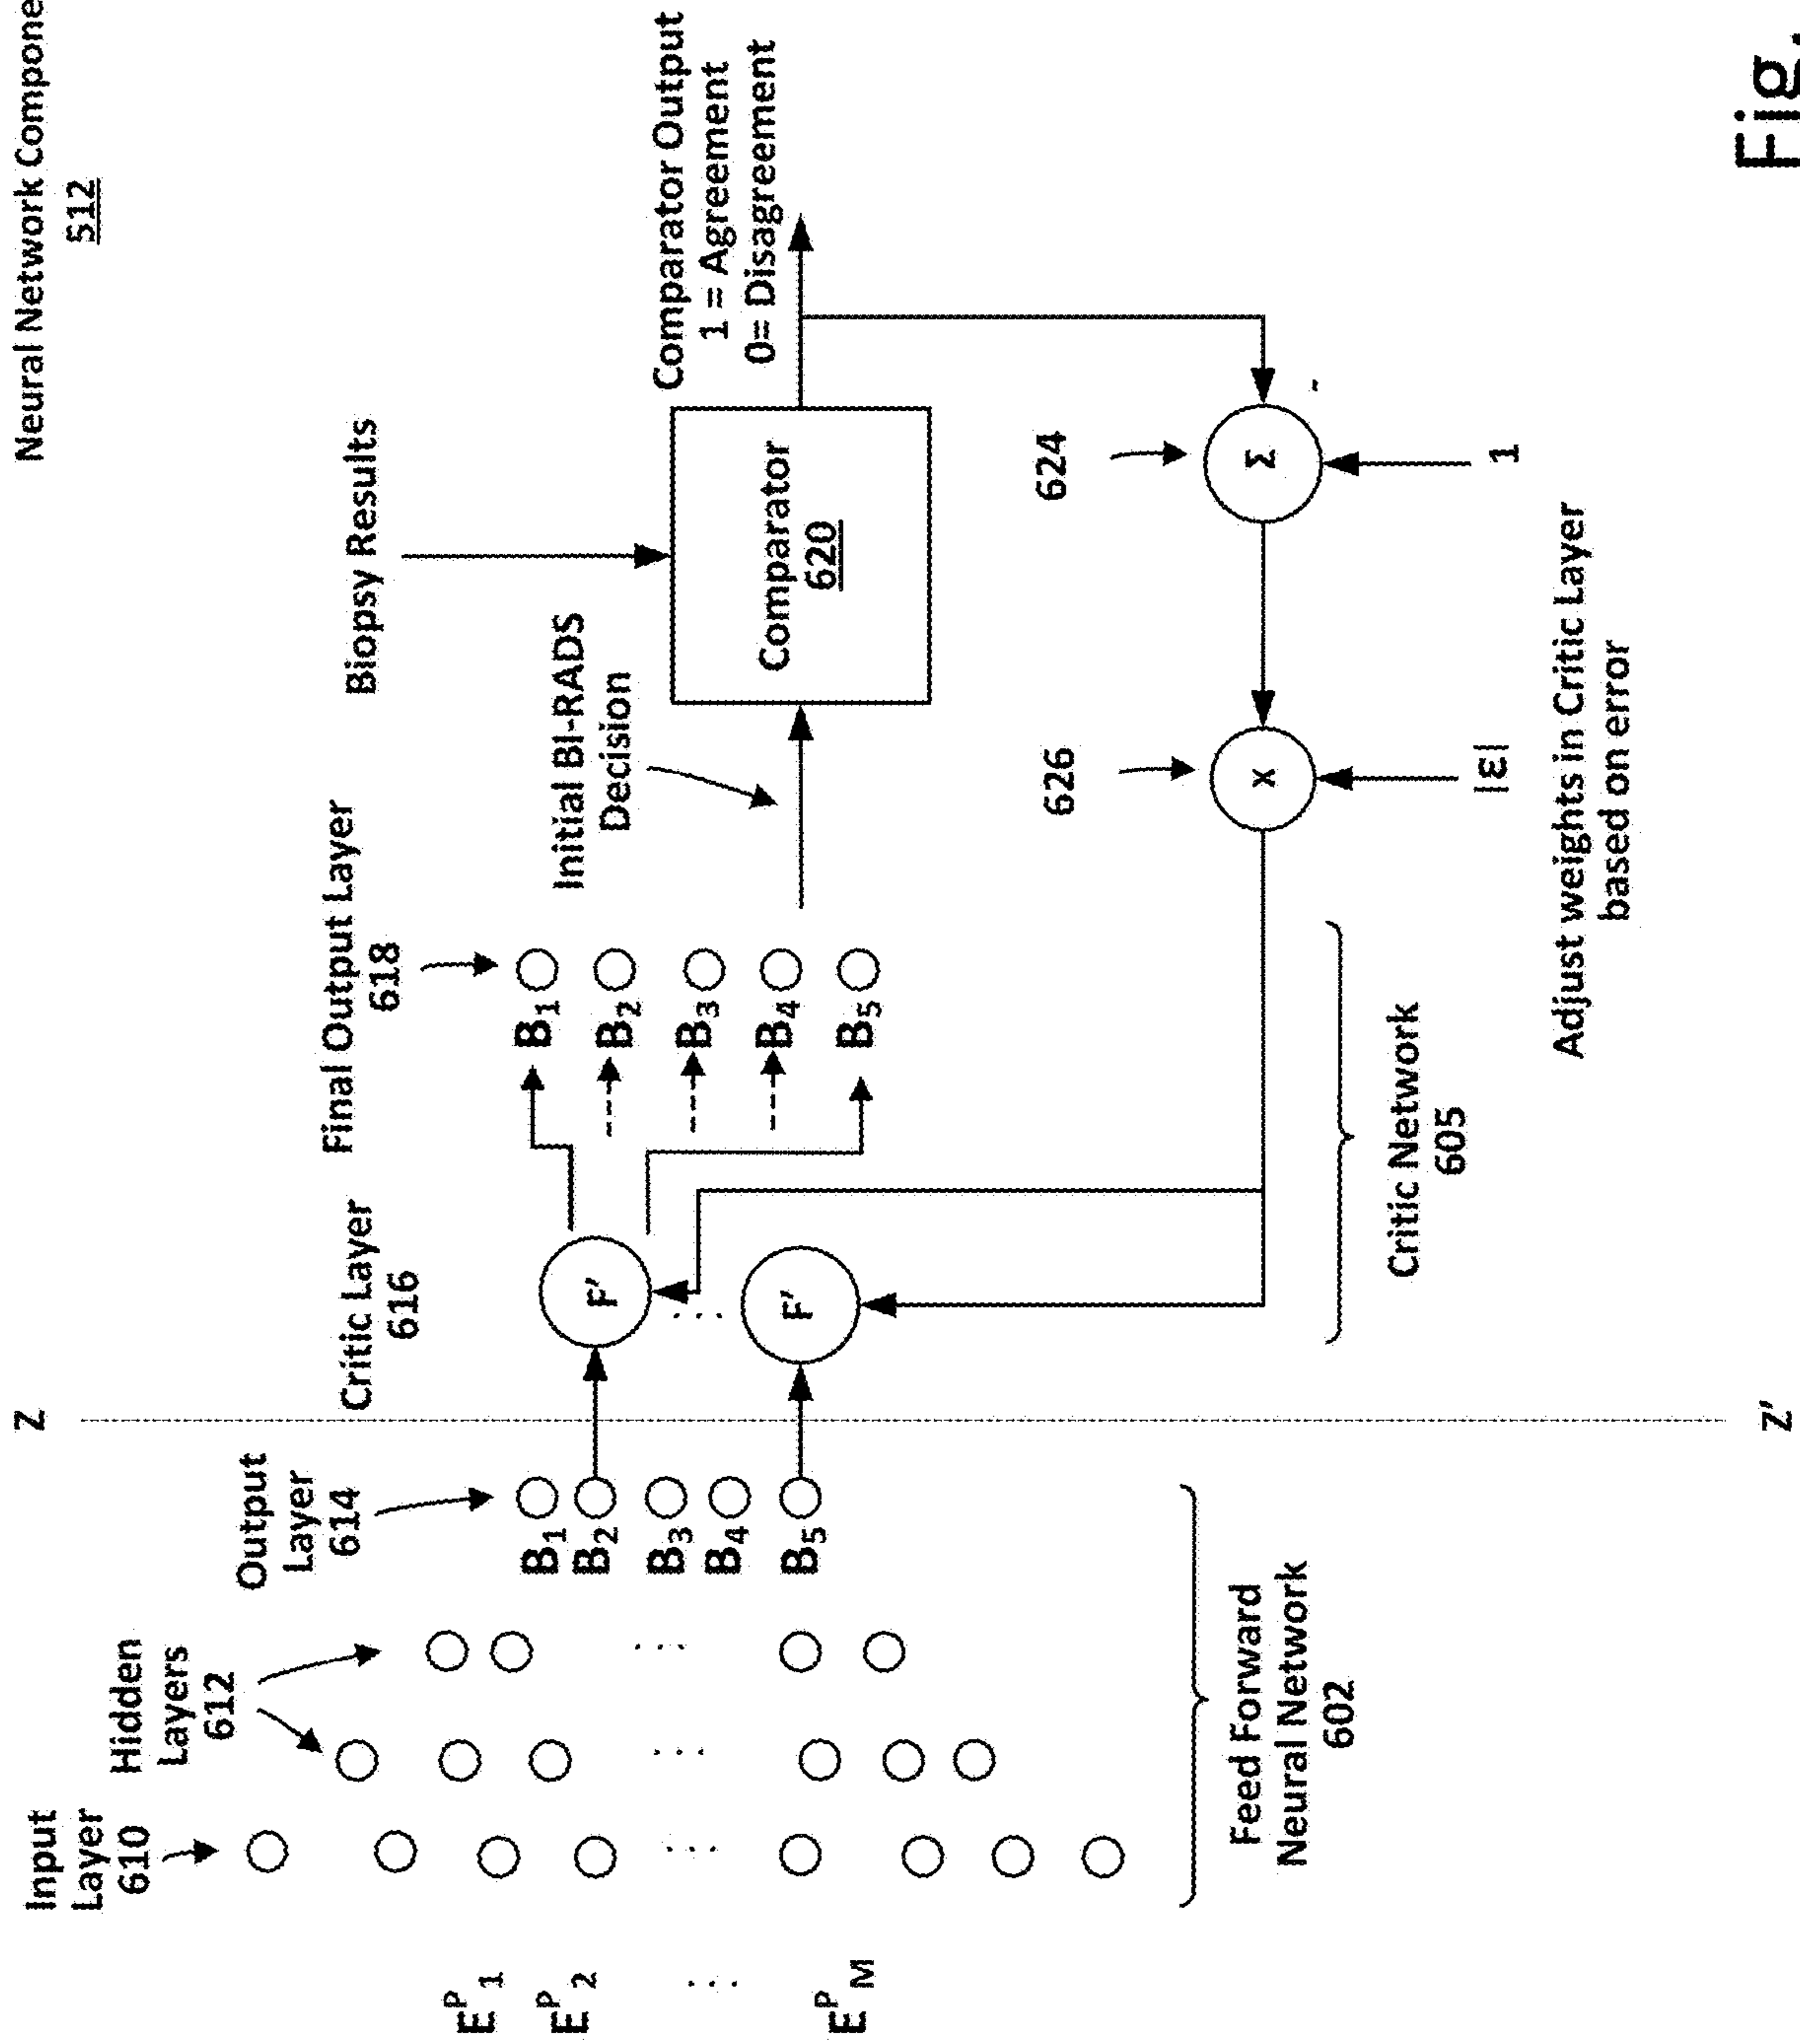 Neural Network Compone
512
Input
Layer
610
Hidden
Layers
612
Output
Layer
614
Z
Critic Layer
616
Final Output Layer
618
Biopsy Results
Initial BI-RADS
Decision
Comparator
620
Comparator Output
1 = Agreement
0= Disagreement
E^P_1
E^P_2
...
E^P_M
B₁
B₂
B₃
B₄
B₅
F'
...
F'
B₁
B₂
B₃
B₄
B₅
626
X
|ε|
624
Σ
-
1
Adjust weights in Critic Layer
based on error
Feed Forward
Neural Network
602
Critic Network
605
Z'
Fig.